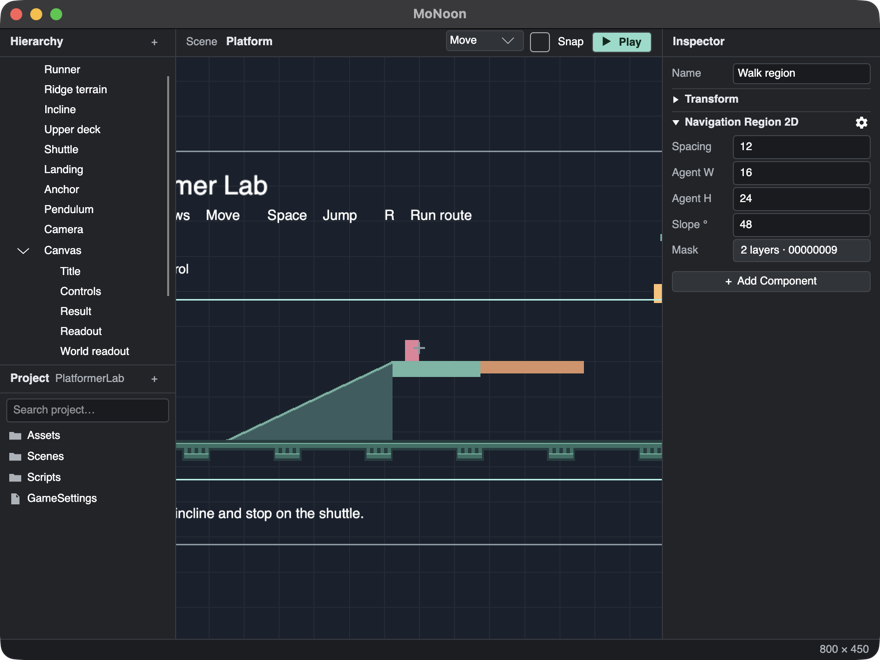 MoNoon
Hierarchy +
Scene Platform Move Snap Play
Inspector
Runner
Ridge terrain
Incline
Upper deck
Shuttle
Landing
Anchor
Pendulum
Camera
Canvas
Title
Controls
Result
Readout
World readout
Project PlatformerLab +
Search project…
Assets
Scenes
Scripts
GameSettings
mer Lab
ws Move Space Jump R Run route
rol
incline and stop on the shuttle.
Name Walk region
Transform
Navigation Region 2D
Spacing 12
Agent W 16
Agent H 24
Slope ° 48
Mask 2 layers · 00000009
+ Add Component
800 × 450